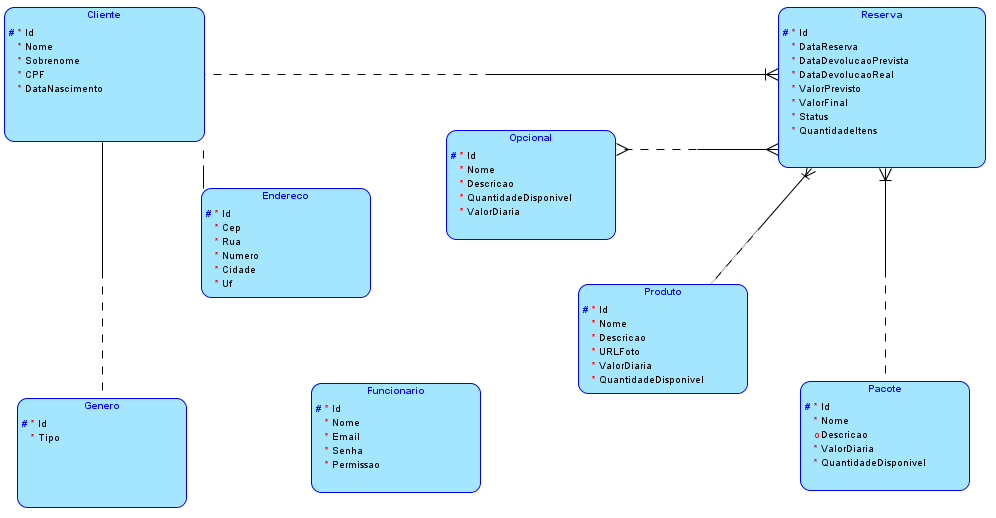 Cliente
# * Id
* Nome
* Sobrenome
* CPF
* DataNascimento
Reserva
# * Id
* DataReserva
* DataDevolucaoPrevista
* DataDevolucaoReal
* ValorPrevisto
* ValorFinal
* Status
* QuantidadeItens
Opcional
# * Id
* Nome
* Descricao
* QuantidadeDisponivel
* ValorDiaria
Endereco
# * Id
* Cep
* Rua
* Numero
* Cidade
* Uf
Produto
# * Id
* Nome
* Descricao
* URLFoto
* ValorDiaria
* QuantidadeDisponivel
Genero
# * Id
* Tipo
Funcionario
# * Id
* Nome
* Email
* Senha
* Permissao
Pacote
# * Id
* Nome
o Descricao
* ValorDiaria
* QuantidadeDisponivel